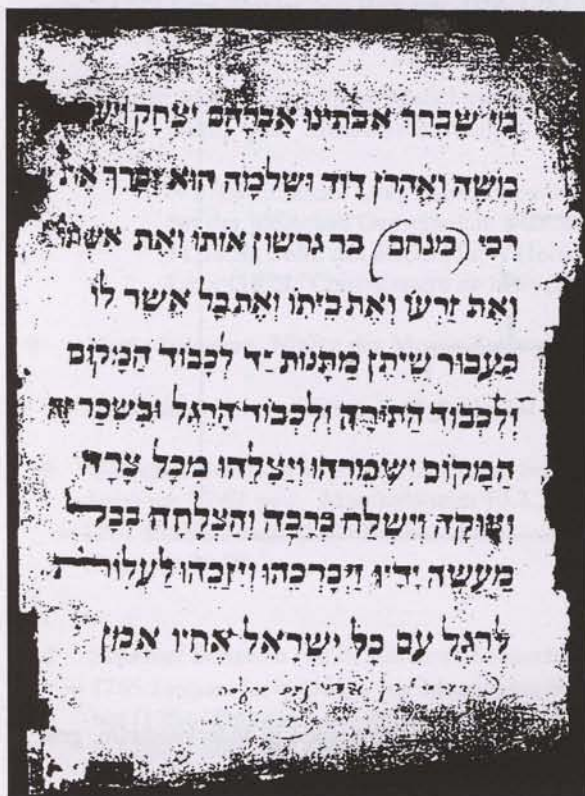 מי שברך אבתינו אברהם יצחק ויע
משה ואהרן דוד ושלמה הוא יברך את
רבי (מנחם) בר גרשון אותו ואת אשתו
ואת זרעו ואת ביתו ואת כל אשר לו
בעבור שיתן מתנות יד לכבוד המקום
ולכבוד התורה ולכבוד הרגל ובשכר זה
המקום ישמרהו ויצלהו מכל צרה
וצוקה וישלח ברכה והצלחה בכל
מעשה ידיו ויברכהו ויזכהו לעלות
לרגל עם כל ישראל אחיו אמן